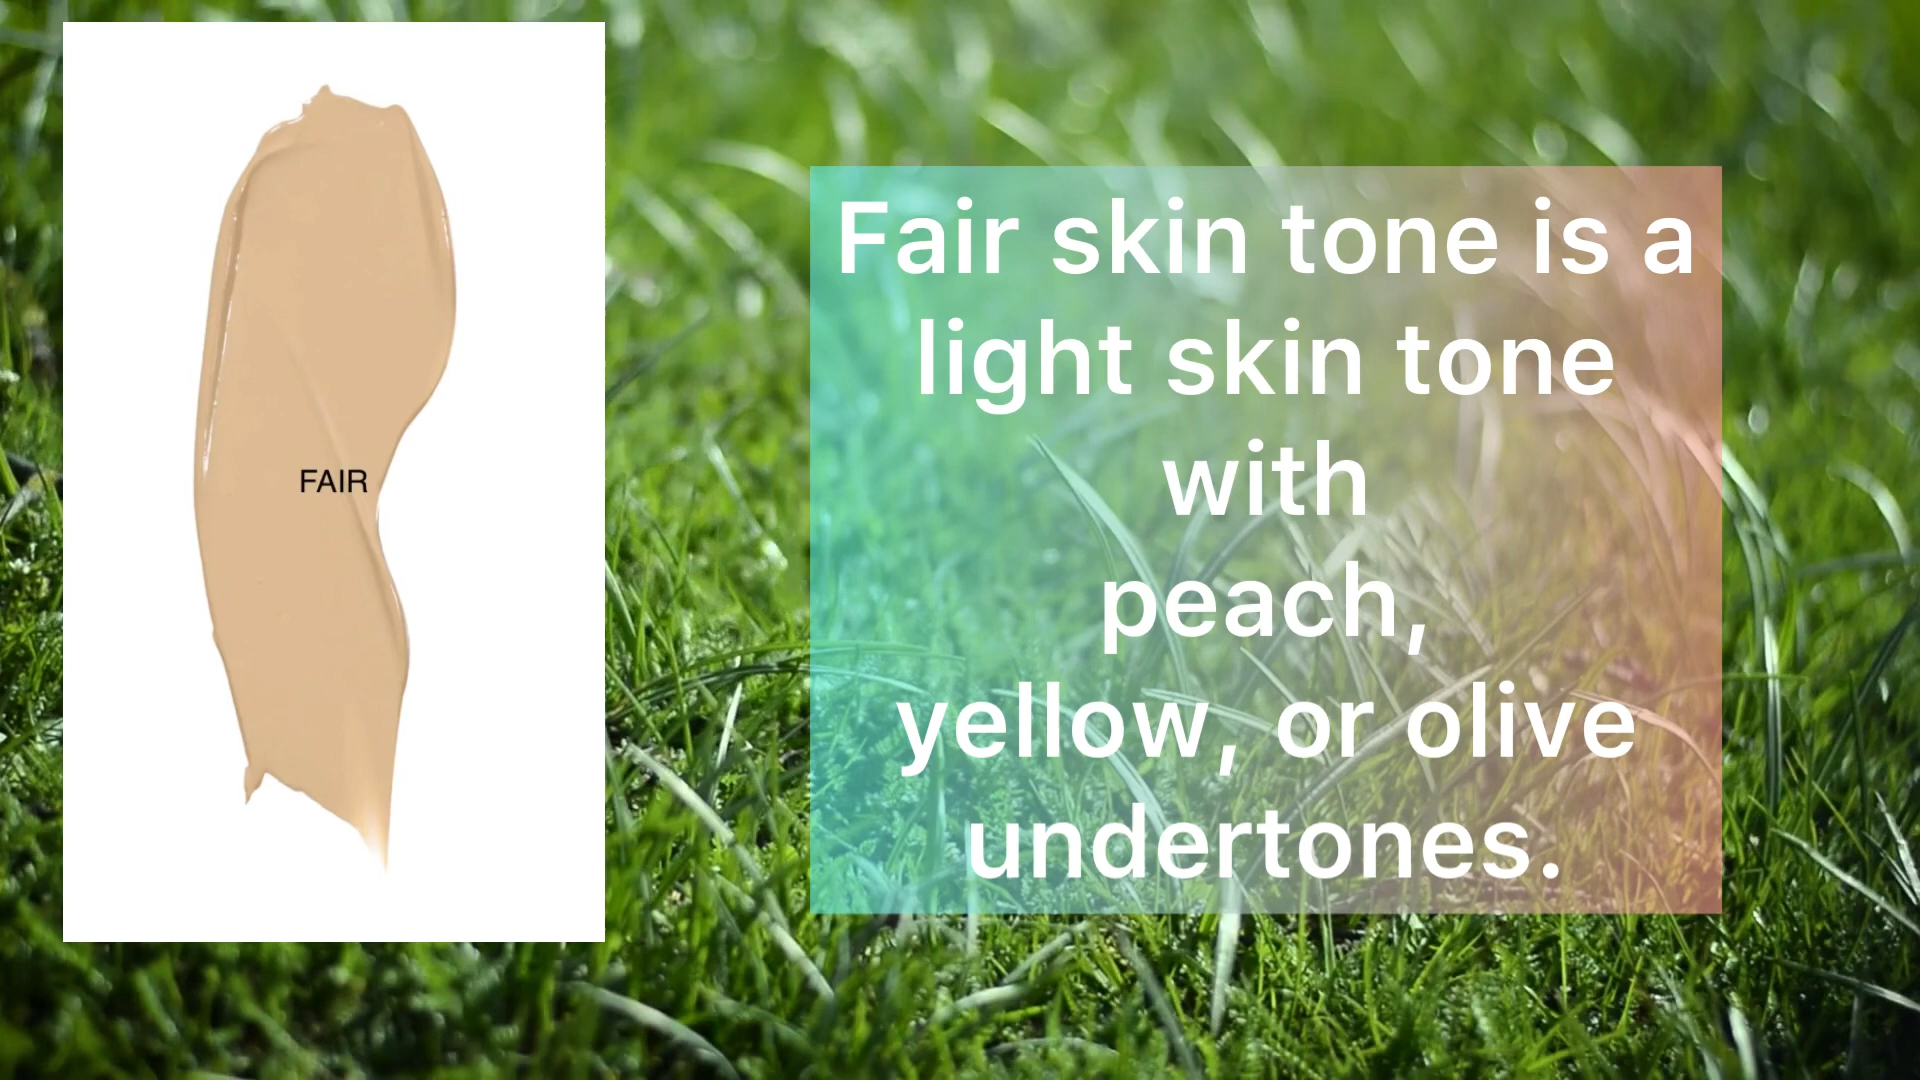 FAIR
Fair skin tone is a
light skin tone
with
peach,
yellow, or olive
undertones.